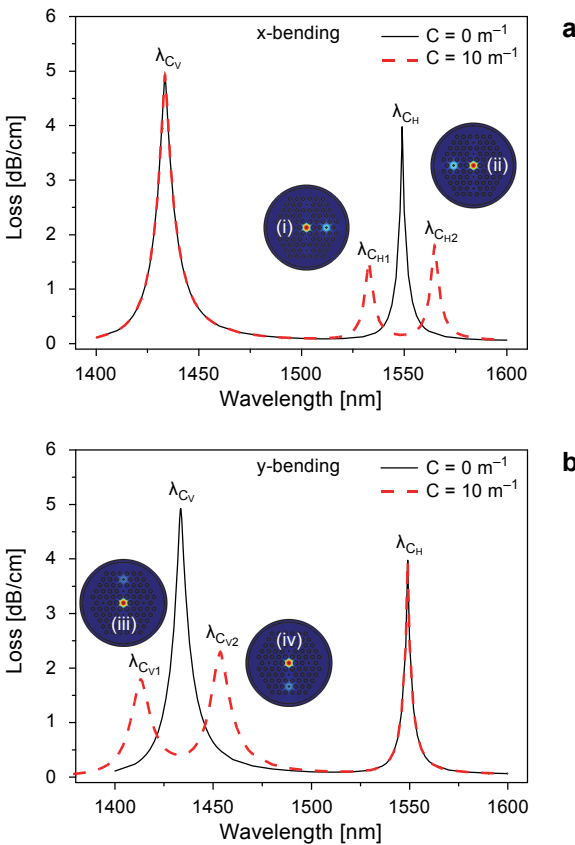 x-bending
C = 0 m⁻¹
C = 10 m⁻¹
a
6
5
4
3
2
1
0
Loss [dB/cm]
λCV
λCH
λCH1
λCH2
(i)
(ii)
1400
1450
1500
1550
1600
Wavelength [nm]
y-bending
C = 0 m⁻¹
C = 10 m⁻¹
b
6
5
4
3
2
1
0
Loss [dB/cm]
λCV
λCH
λCV1
λCV2
(iii)
(iv)
1400
1450
1500
1550
1600
Wavelength [nm]